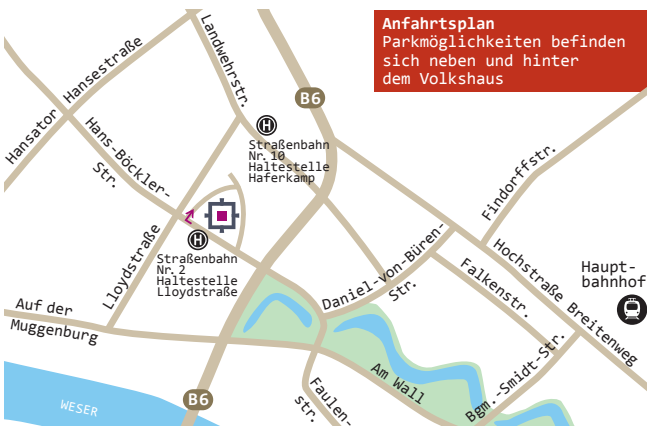 Anfahrtsplan
Parkmöglichkeiten befinden
sich neben und hinter
dem Volkshaus
Landwehrstr.
Hansestraße
Hansator
B6
H
Straßenbahn
Nr. 10
Haltestelle
Haferkamp
Hans-Böckler-
Str.
Findorffstr.
H
Straßenbahn
Nr. 2
Haltestelle
Lloydstraße
Lloydstraße
Daniel-von-Büren-
Str.
Falkenstr.
Hochstraße Breitenweg
Haupt-
bahnhof
Auf der
Muggenburg
Am Wall
Bgm.-Smidt-Str.
Faulen-
str.
B6
WESER